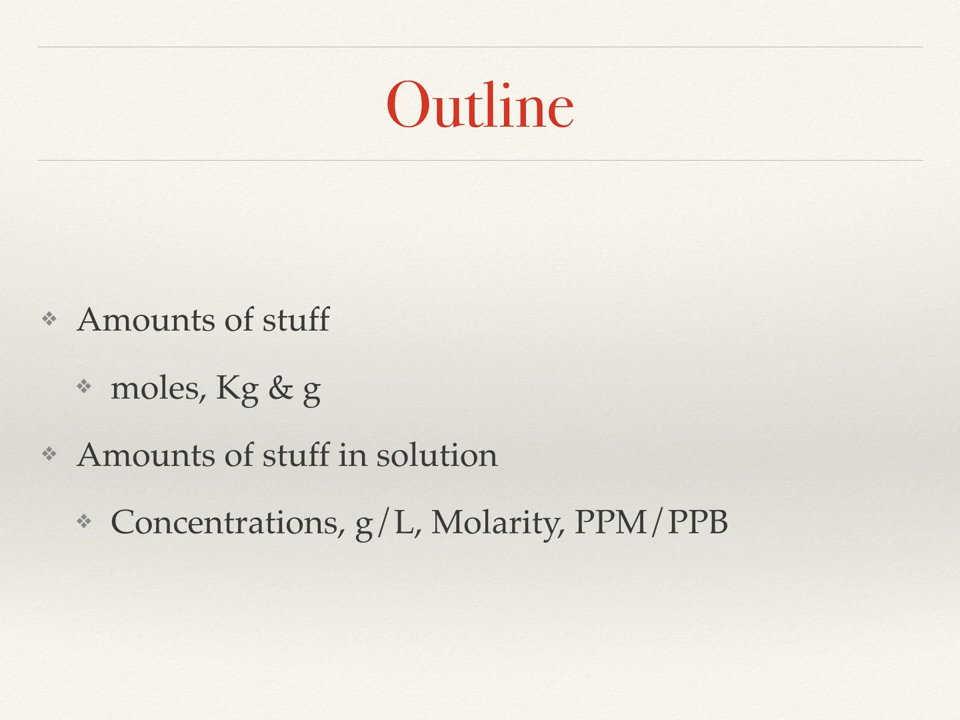 Outline
❖ Amounts of stuff
❖ moles, Kg & g
❖ Amounts of stuff in solution
❖ Concentrations, g/L, Molarity, PPM/PPB